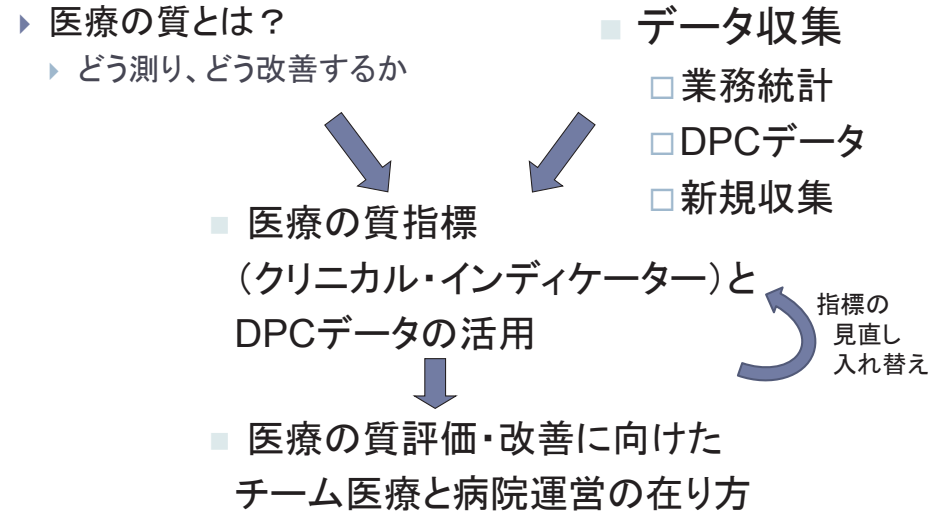 医療の質とは？
どう測り、どう改善するか
データ収集
業務統計
DPCデータ
新規収集
医療の質指標
（クリニカル・インディケーター）と
DPCデータの活用
指標の
見直し
入れ替え
医療の質評価・改善に向けた
チーム医療と病院運営の在り方